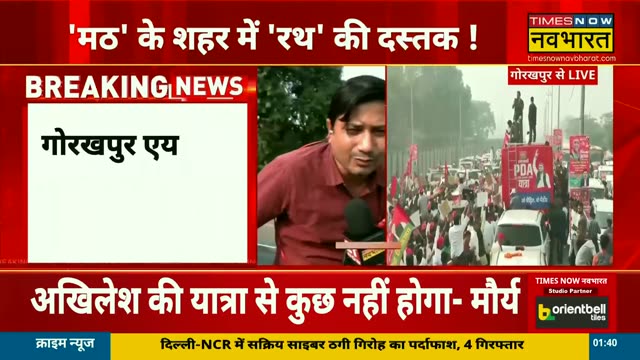 'मठ' के शहर में 'रथ' की दस्तक !
TIMES NOW
नवभारत
timesnownavbharat.com
BREAKING NEWS
गोरखपुर से LIVE
गोरखपुर एय
PDA
यात्रा
अखिलेश की यात्रा से कुछ नहीं होगा- मौर्य
TIMES NOW नवभारत
Studio Partner
orientbell
tiles
क्राइम न्यूज
दिल्ली-NCR में सक्रिय साइबर ठगी गिरोह का पर्दाफाश, 4 गिरफ्तार
01:40